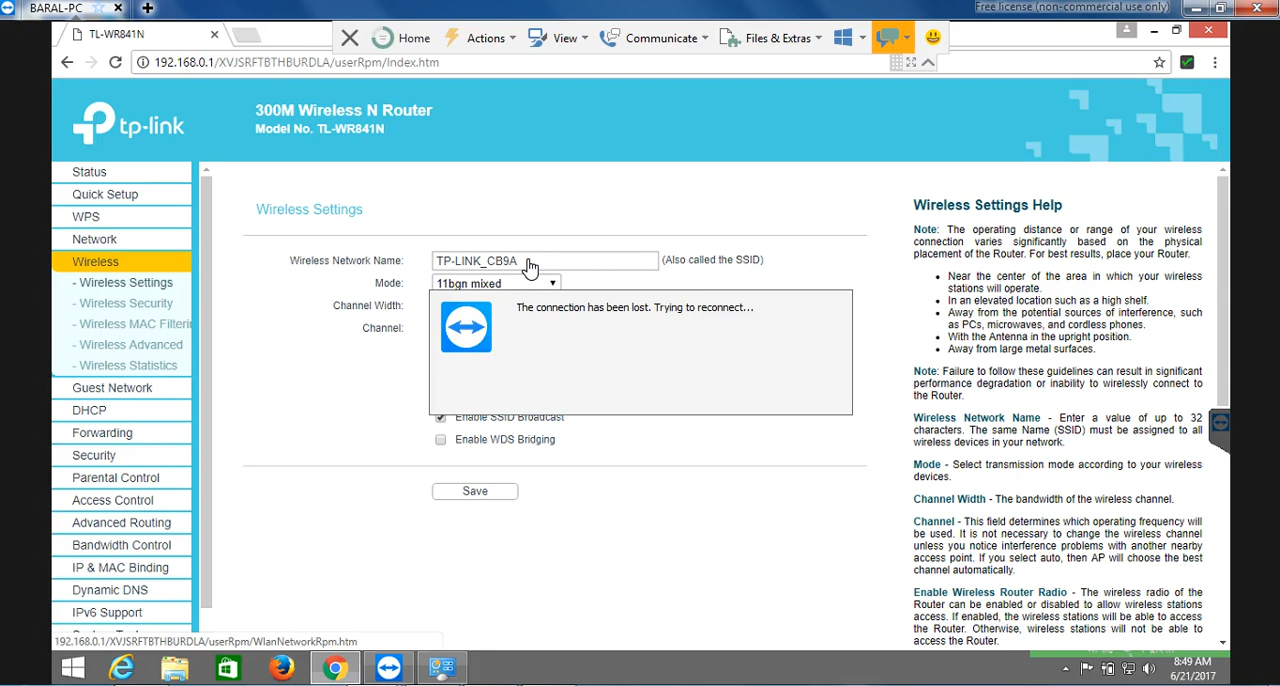 BARAL-PC
Free license (non-commercial use only)
TL-WR841N
Home
Actions
View
Communicate
Files & Extras
192.168.0.1/XVJSRFTBTHBURDLA/userRpm/Index.htm
tp-link
300M Wireless N Router
Model No. TL-WR841N
Status
Quick Setup
WPS
Network
Wireless
- Wireless Settings
- Wireless Security
- Wireless MAC Filterin
- Wireless Advanced
- Wireless Statistics
Guest Network
DHCP
Forwarding
Security
Parental Control
Access Control
Advanced Routing
Bandwidth Control
IP & MAC Binding
Dynamic DNS
IPv6 Support
192.168.0.1/XVJSRFTBTHBURDLA/userRpm/WlanNetworkRpm.htm
Wireless Settings
Wireless Network Name:
TP-LINK_CB9A
(Also called the SSID)
Mode:
11bgn mixed
Channel Width:
Channel:
The connection has been lost. Trying to reconnect...
Enable SSID Broadcast
Enable WDS Bridging
Save
Wireless Settings Help
Note: The operating distance or range of your wireless
connection varies significantly based on the physical
placement of the Router. For best results, place your Router.
• Near the center of the area in which your wireless
stations will operate.
• In an elevated location such as a high shelf.
• Away from the potential sources of interference, such
as PCs, microwaves, and cordless phones.
• With the Antenna in the upright position.
• Away from large metal surfaces.
Note: Failure to follow these guidelines can result in significant
performance degradation or inability to wirelessly connect to
the Router.
Wireless Network Name - Enter a value of up to 32
characters. The same Name (SSID) must be assigned to all
wireless devices in your network.
Mode - Select transmission mode according to your wireless
devices.
Channel Width - The bandwidth of the wireless channel.
Channel - This field determines which operating frequency will
be used. It is not necessary to change the wireless channel
unless you notice interference problems with another nearby
access point. If you select auto, then AP will choose the best
channel automatically.
Enable Wireless Router Radio - The wireless radio of the
Router can be enabled or disabled to allow wireless stations
access. If enabled, the wireless stations will be able to access
the Router. Otherwise, wireless stations will not be able to
access the Router.
8:49 AM
6/21/2017